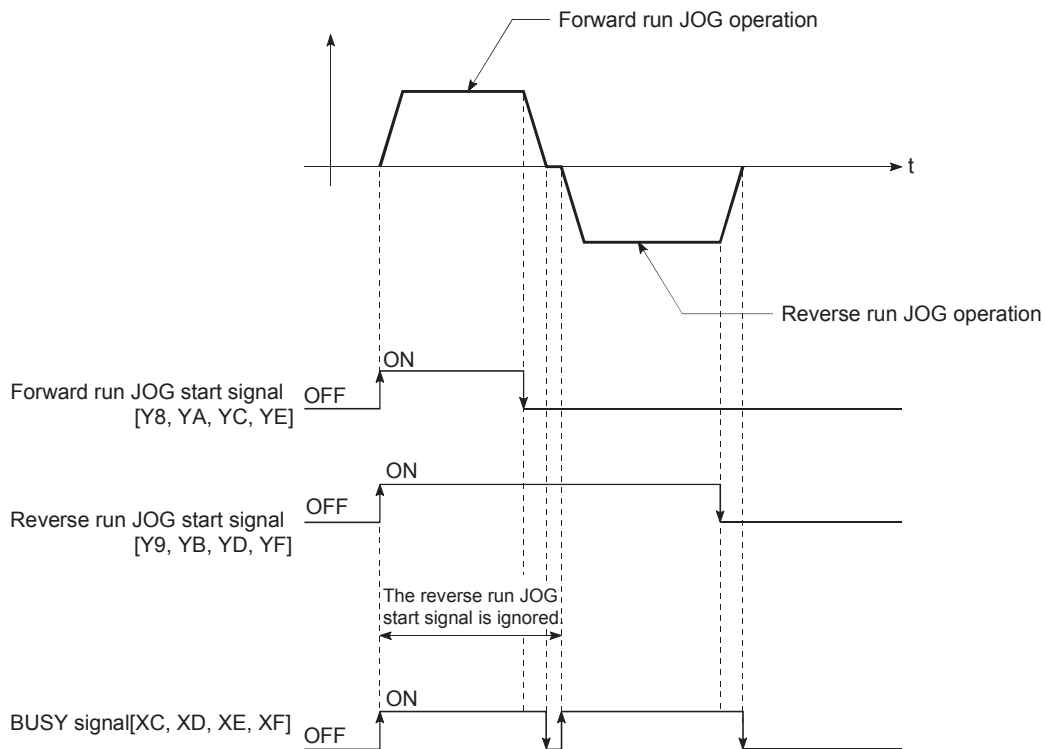 Forward run JOG operation
t
Reverse run JOG operation
ON
Forward run JOG start signal
OFF
[Y8, YA, YC, YE]
ON
OFF
Reverse run JOG start signal
[Y9, YB, YD, YF]
The reverse run JOG
start signal is ignored.
ON
BUSY signal[XC, XD, XE, XF]
OFF